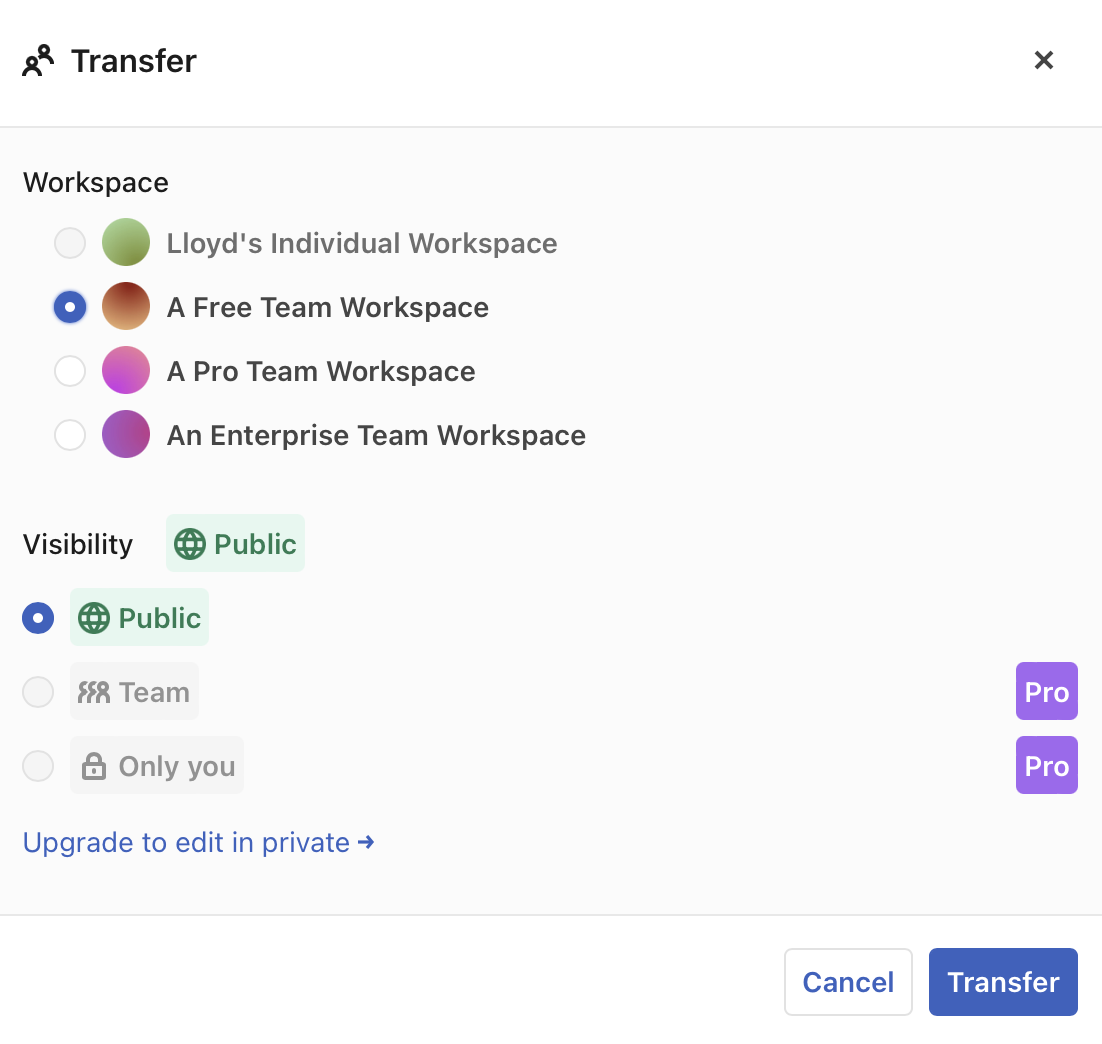 Transfer
Workspace
Lloyd's Individual Workspace
A Free Team Workspace
A Pro Team Workspace
An Enterprise Team Workspace
Visibility Public
Public
Team Pro
Only you Pro
Upgrade to edit in private →
Cancel Transfer